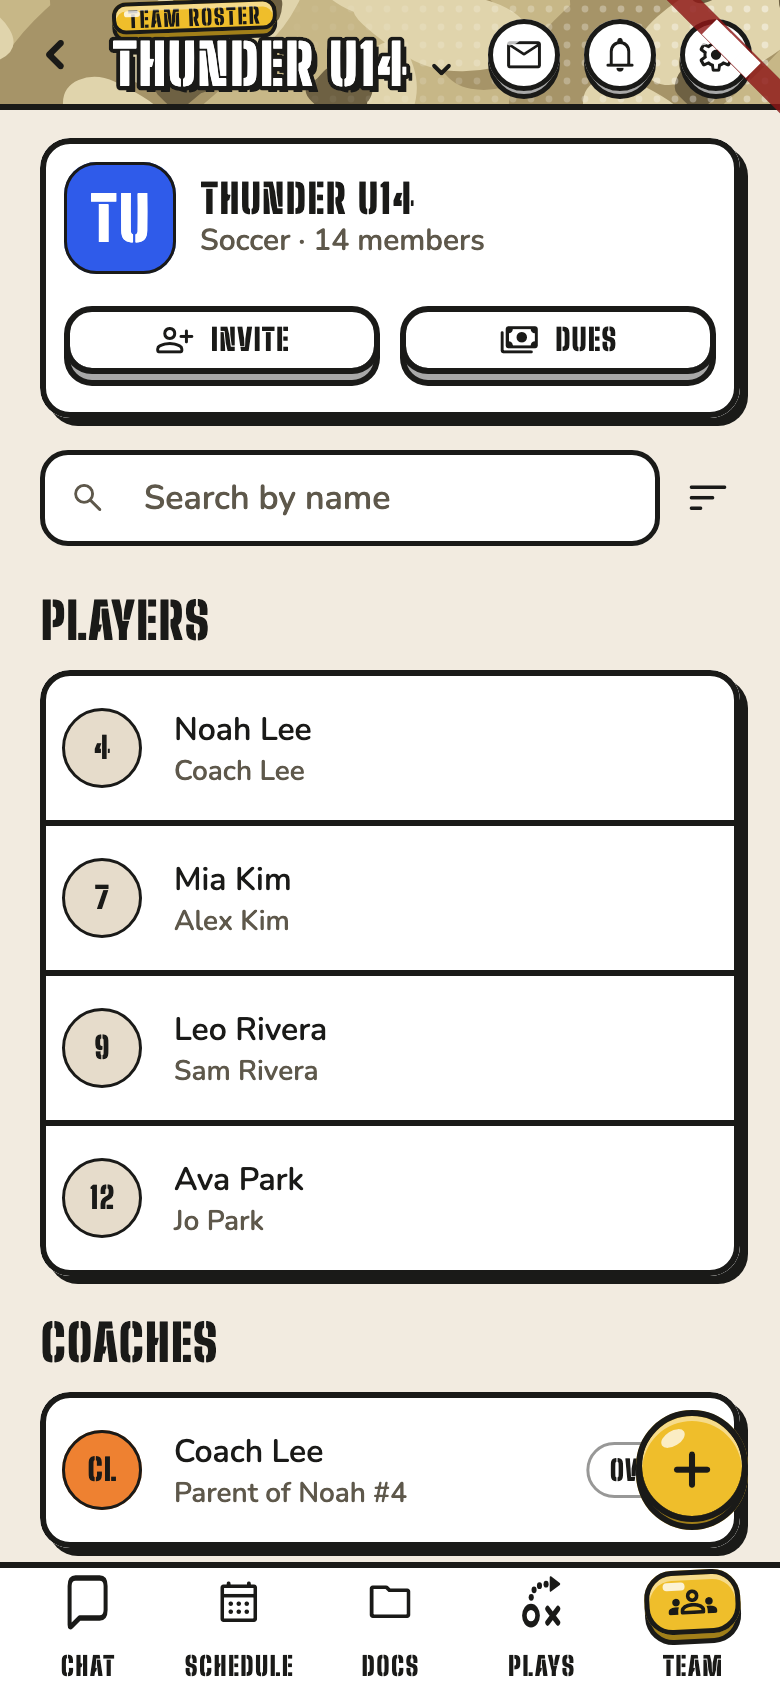 TEAM ROSTER
THUNDER U14
TU
THUNDER U14
Soccer · 14 members
INVITE
DUES
Search by name
PLAYERS
4
Noah Lee
Coach Lee
7
Mia Kim
Alex Kim
9
Leo Rivera
Sam Rivera
12
Ava Park
Jo Park
COACHES
CL
Coach Lee
Parent of Noah #4
CHAT
SCHEDULE
DOCS
PLAYS
TEAM